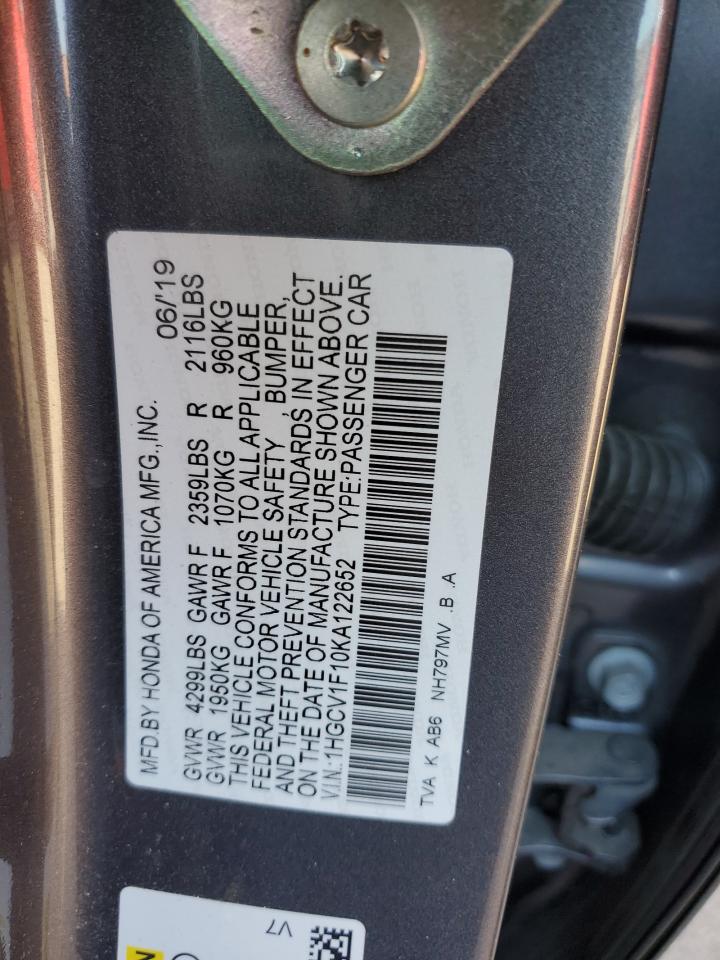 MFD.BY HONDA OF AMERICA MFG.,INC. 06/'19
GVWR 4299LBS GAWR F 2359LBS R 2116LBS
GVWR 1950KG GAWR F 1070KG R 960KG
THIS VEHICLE CONFORMS TO ALL APPLICABLE
FEDERAL MOTOR VEHICLE SAFETY , BUMPER,
AND THEFT PREVENTION STANDARDS, IN EFFECT
ON THE DATE OF MANUFACTURE SHOWN ABOVE.
V.I.N.:1HGCV1F10KA122652 TYPE:PASSENGER CAR
TVA K AB6 NH797MV .B .A
V7